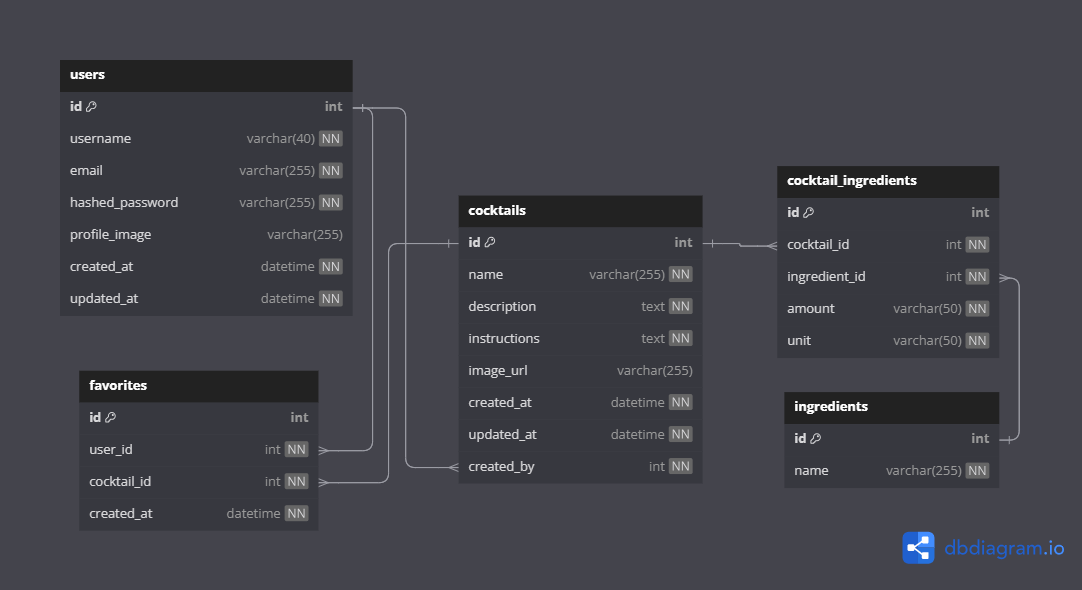 users
id int
username varchar(40) NN
email varchar(255) NN
hashed_password varchar(255) NN
profile_image varchar(255)
created_at datetime NN
updated_at datetime NN
favorites
id int
user_id int NN
cocktail_id int NN
created_at datetime NN
cocktails
id int
name varchar(255) NN
description text NN
instructions text NN
image_url varchar(255)
created_at datetime NN
updated_at datetime NN
created_by int NN
cocktail_ingredients
id int
cocktail_id int NN
ingredient_id int NN
amount varchar(50) NN
unit varchar(50) NN
ingredients
id int
name varchar(255) NN
dbdiagram.io